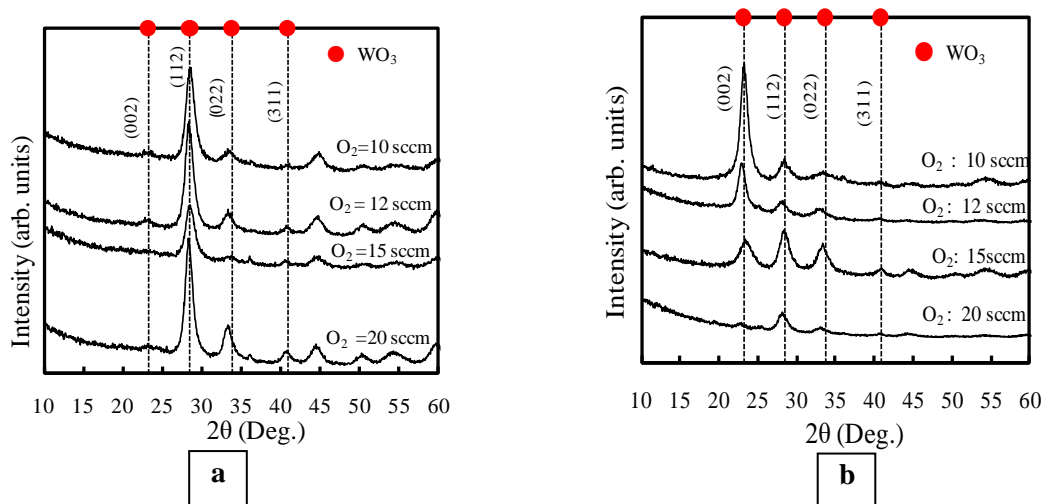 WO3
(002)
(112)
(022)
(311)
O2=10 sccm
O2= 12 sccm
O2=15 sccm
O2 =20 sccm
Intensity (arb. units)
10 15 20 25 30 35 40 45 50 55 60
2θ (Deg.)
a
WO3
(002)
(112)
(022)
(311)
O2 : 10 sccm
O2: 12 sccm
O2: 15sccm
O2: 20 sccm
Intensity (arb. units)
10 15 20 25 30 35 40 45 50 55 60
2θ (Deg.)
b